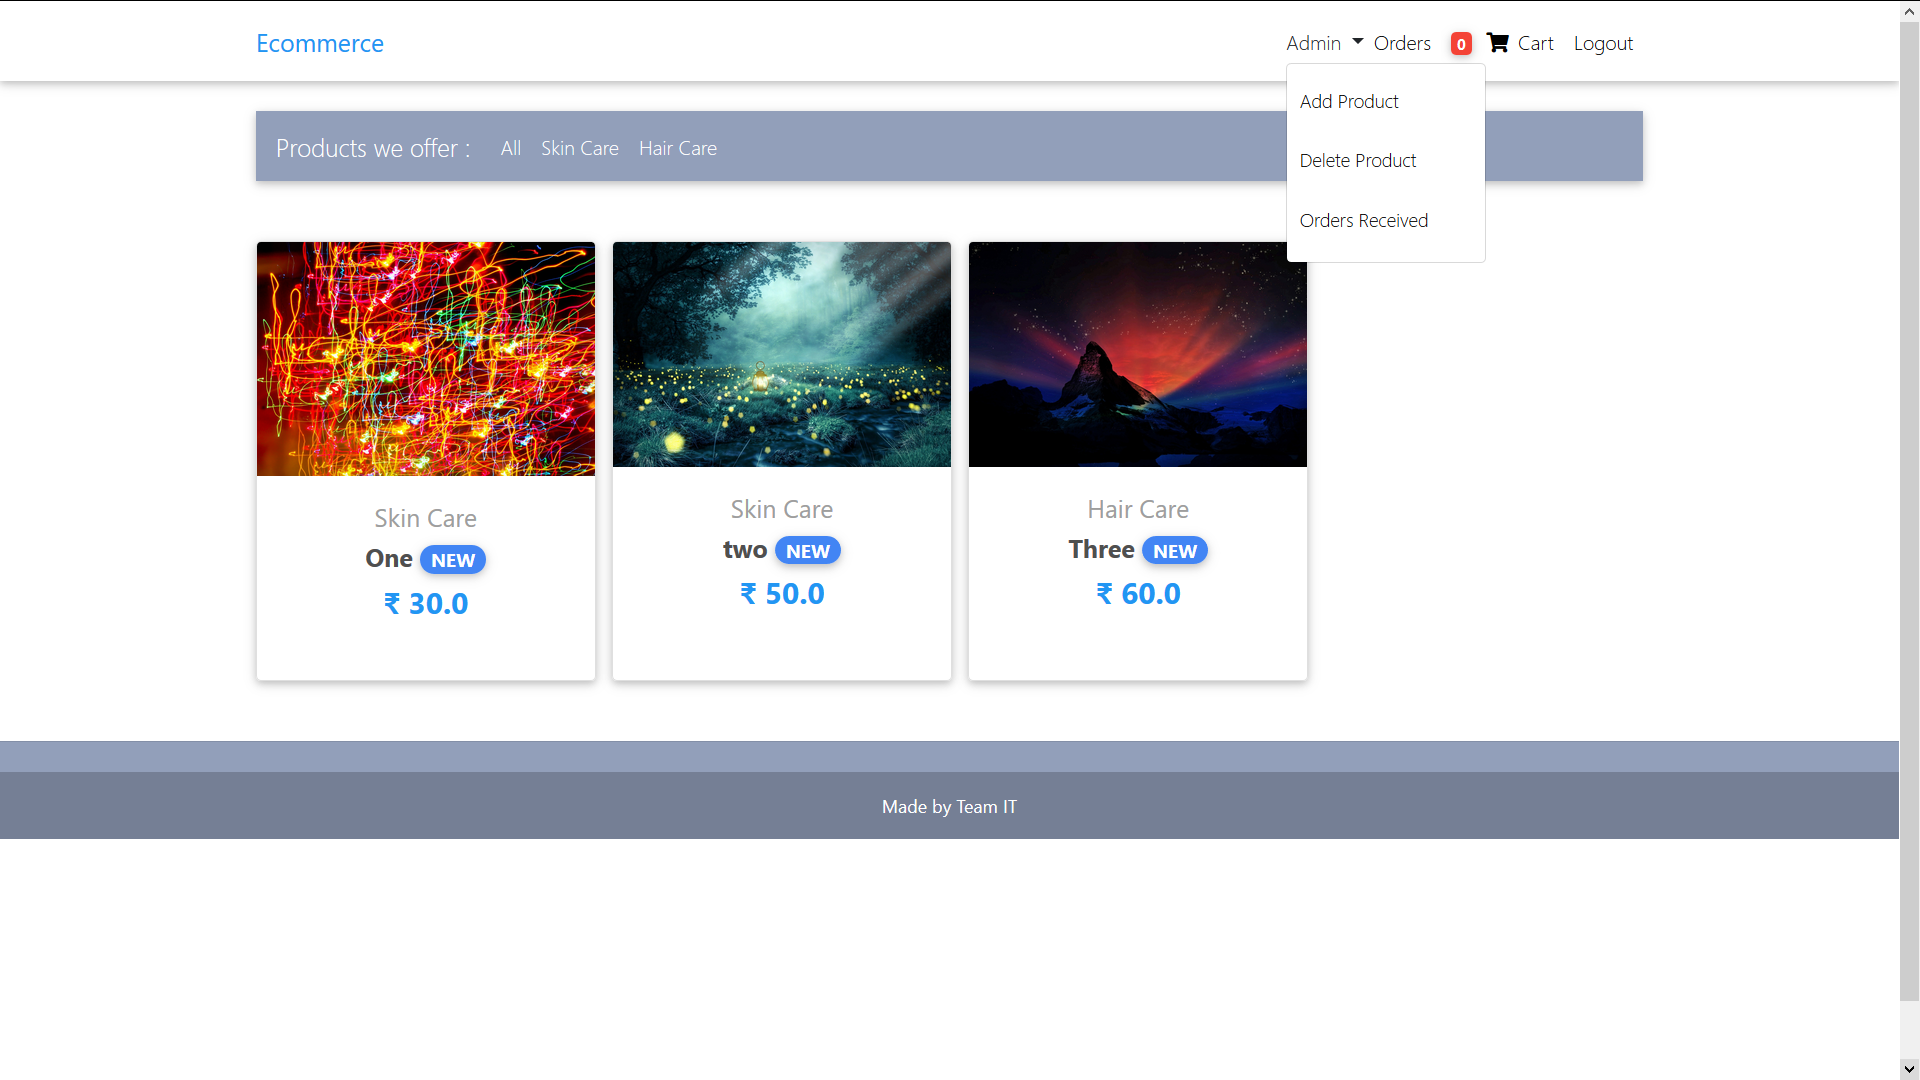 Ecommerce
Admin Orders 0 Cart Logout
Add Product
Delete Product
Orders Received
Products we offer : All Skin Care Hair Care
Skin Care
One NEW
₹ 30.0
Skin Care
two NEW
₹ 50.0
Hair Care
Three NEW
₹ 60.0
Made by Team IT